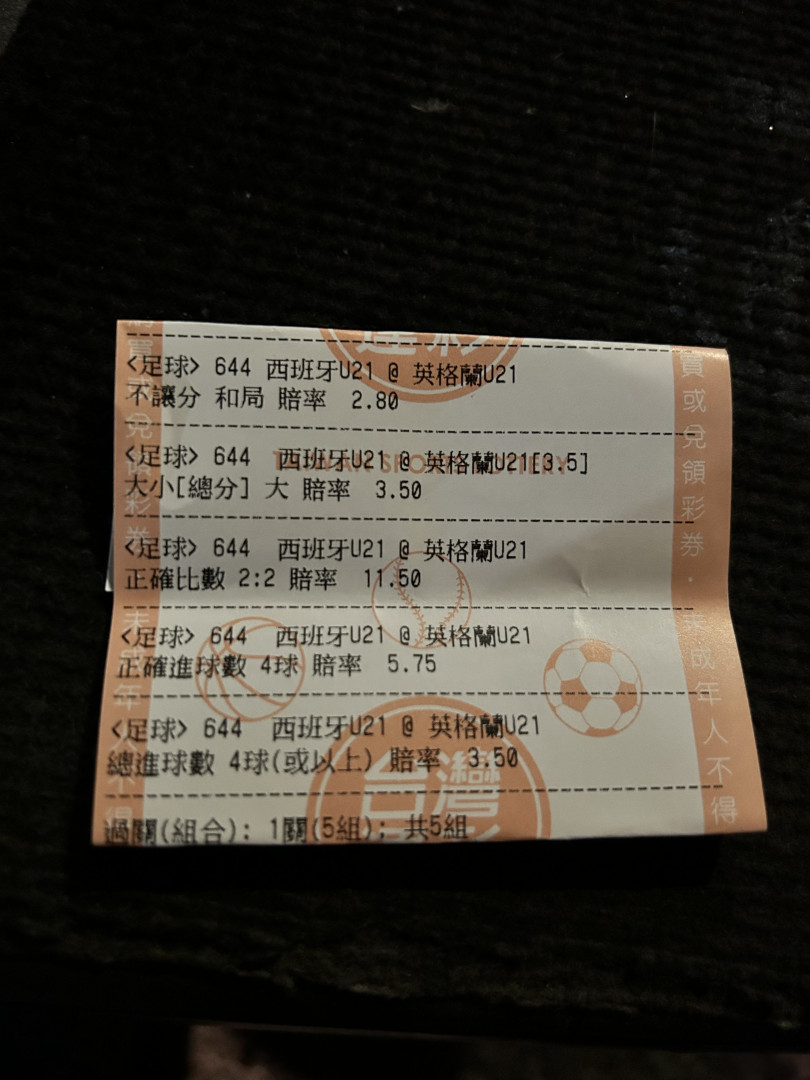 <足球> 644 西班牙U21 @ 英格蘭U21
不讓分 和局 賠率 2.80
<足球> 644 西班牙U21 @ 英格蘭U21[3.5]
大小[總分] 大 賠率 3.50
<足球> 644 西班牙U21 @ 英格蘭U21
正確比數 2:2 賠率 11.50
<足球> 644 西班牙U21 @ 英格蘭U21
正確進球數 4球 賠率 5.75
<足球> 644 西班牙U21 @ 英格蘭U21
總進球數 4球(或以上) 賠率 3.50
過關(組合): 1關(5組); 共5組
台灣
買或兌領彩券·未成年人不得